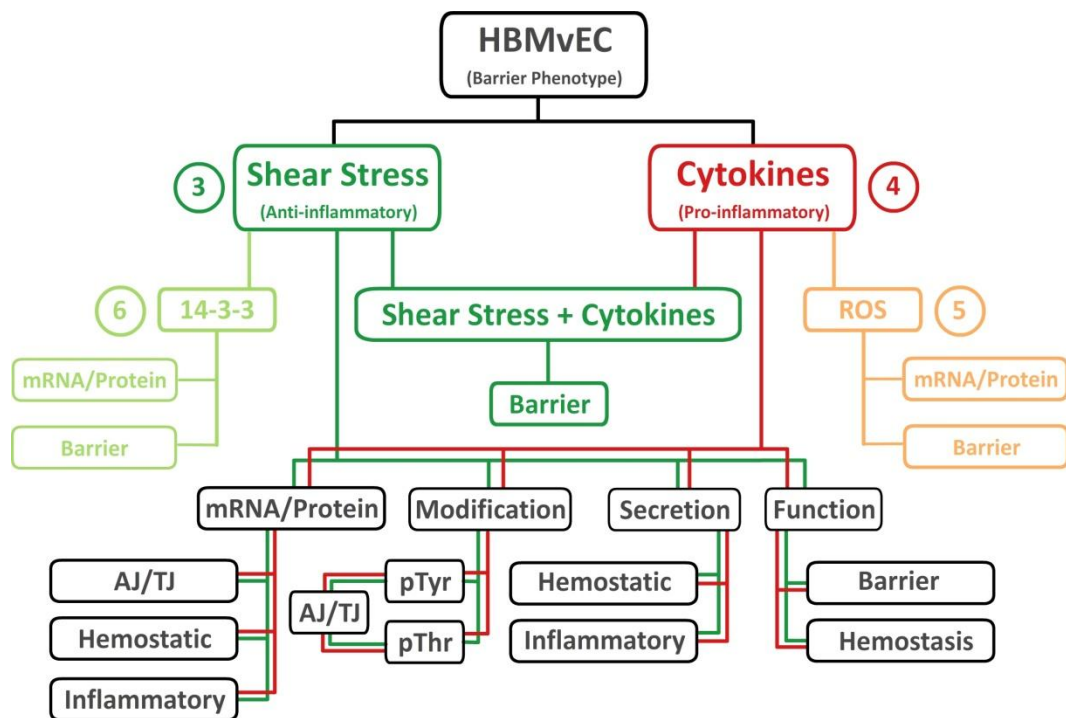 HBMvEC
(Barrier Phenotype)
3
Shear Stress
(Anti-inflammatory)
Cytokines
(Pro-inflammatory)
4
6
14-3-3
Shear Stress + Cytokines
ROS
5
mRNA/Protein
Barrier
Barrier
mRNA/Protein
Barrier
mRNA/Protein
Modification
Secretion
Function
AJ/TJ
Hemostatic
Inflammatory
AJ/TJ
pTyr
pThr
Hemostatic
Inflammatory
Barrier
Hemostasis